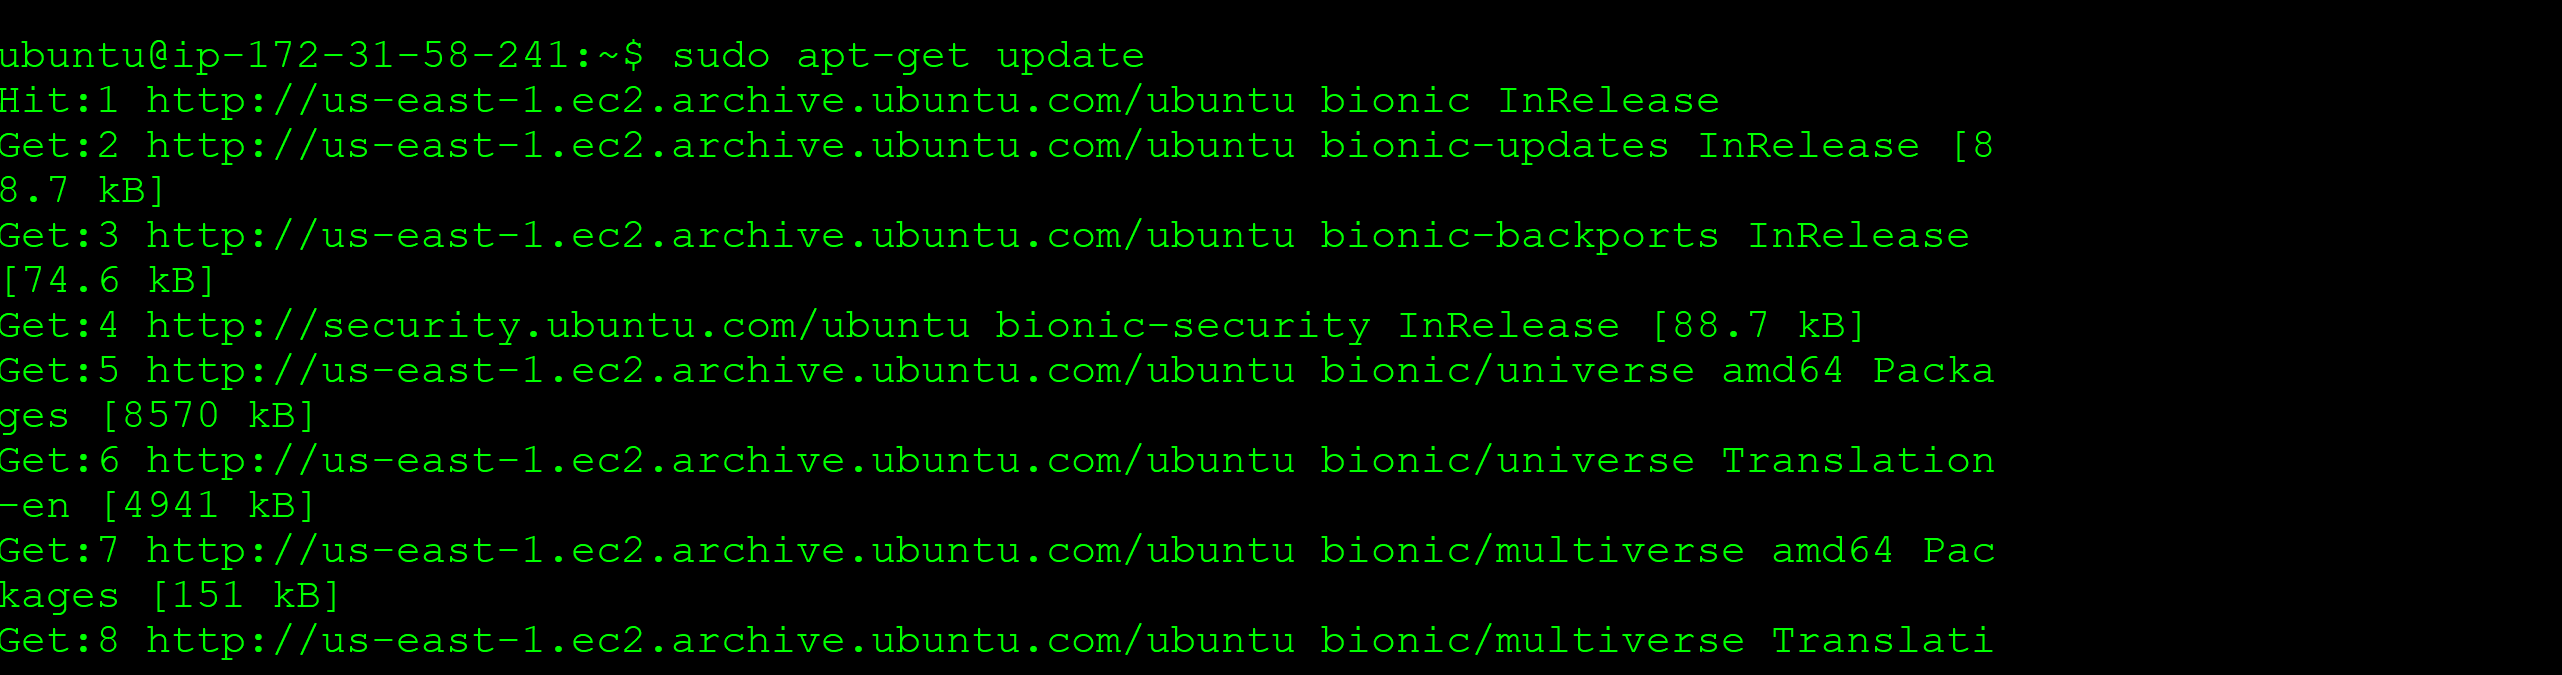 ubuntu@ip-172-31-58-241:~$ sudo apt-get update
Hit:1 http://us-east-1.ec2.archive.ubuntu.com/ubuntu bionic InRelease
Get:2 http://us-east-1.ec2.archive.ubuntu.com/ubuntu bionic-updates InRelease [8
8.7 kB]
Get:3 http://us-east-1.ec2.archive.ubuntu.com/ubuntu bionic-backports InRelease
[74.6 kB]
Get:4 http://security.ubuntu.com/ubuntu bionic-security InRelease [88.7 kB]
Get:5 http://us-east-1.ec2.archive.ubuntu.com/ubuntu bionic/universe amd64 Packa
ges [8570 kB]
Get:6 http://us-east-1.ec2.archive.ubuntu.com/ubuntu bionic/universe Translation
-en [4941 kB]
Get:7 http://us-east-1.ec2.archive.ubuntu.com/ubuntu bionic/multiverse amd64 Pac
kages [151 kB]
Get:8 http://us-east-1.ec2.archive.ubuntu.com/ubuntu bionic/multiverse Translati